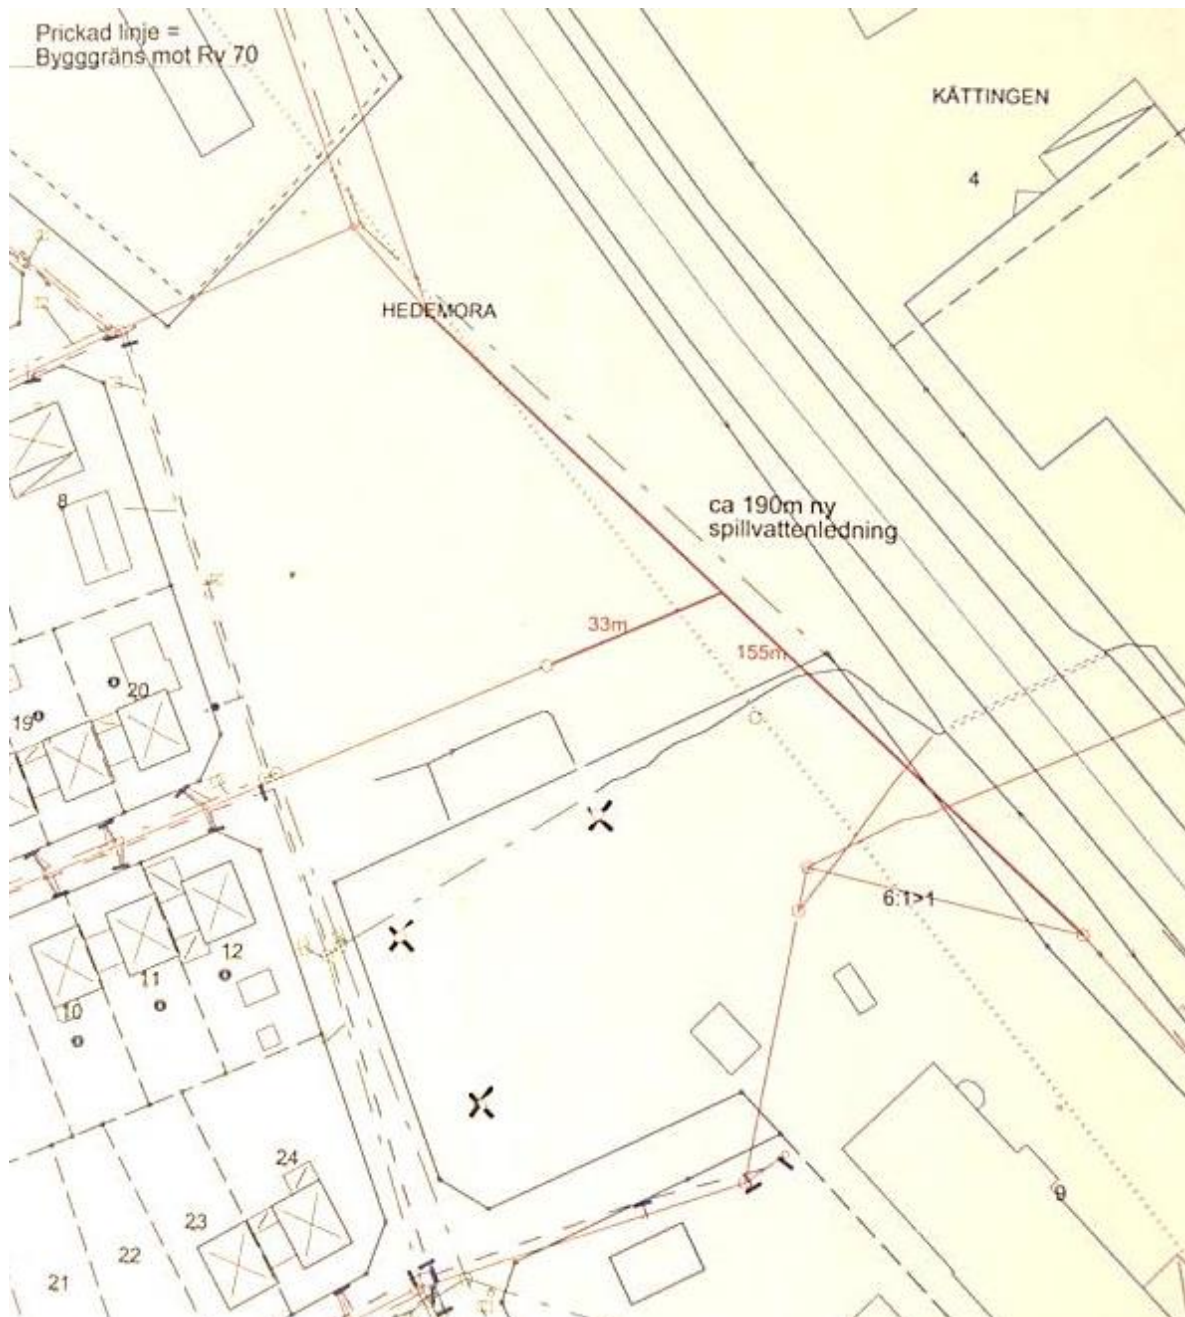 Prickad linje =
Bygggräns mot Rv 70
KÄTTINGEN
4
HEDEMORA
8
ca 190m ny
spillvattenledning
33m
155m
20
19
6:1>1
12
11
10
9
24
23
22
21